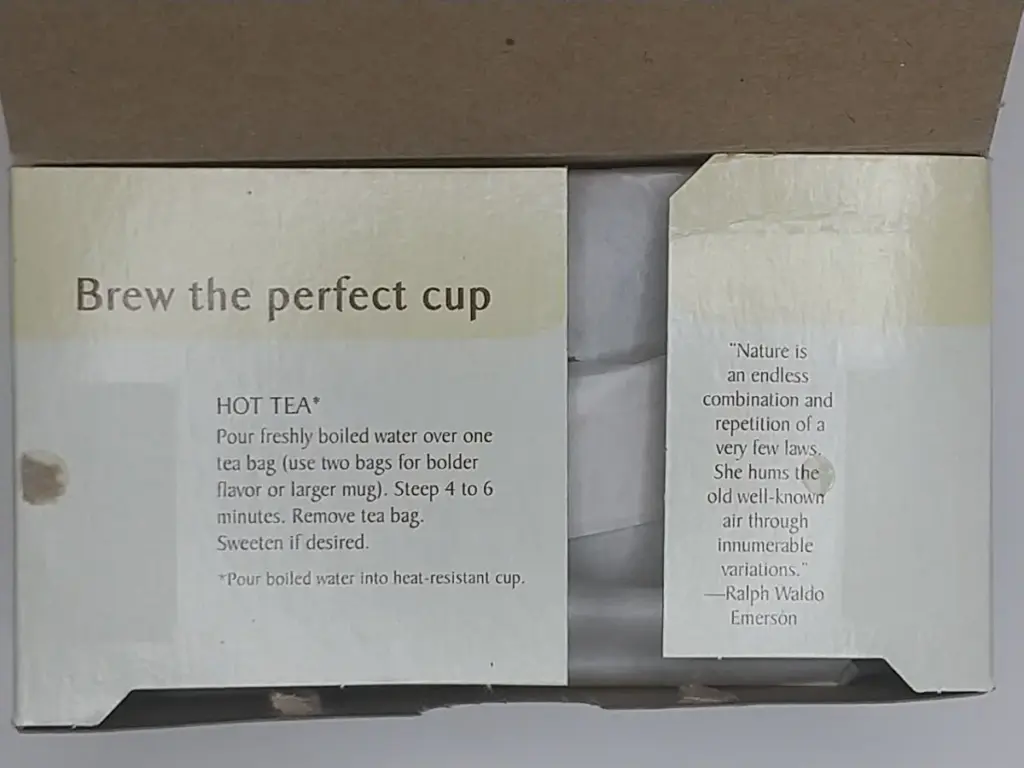 Brew the perfect cup
HOT TEA*
Pour freshly boiled water over one
tea bag (use two bags for bolder
flavor or larger mug). Steep 4 to 6
minutes. Remove tea bag.
Sweeten if desired.
*Pour boiled water into heat-resistant cup.
"Nature is
an endless
combination and
repetition of a
very few laws.
She hums the
old well-known
air through
innumerable
variations."
—Ralph Waldo
Emerson